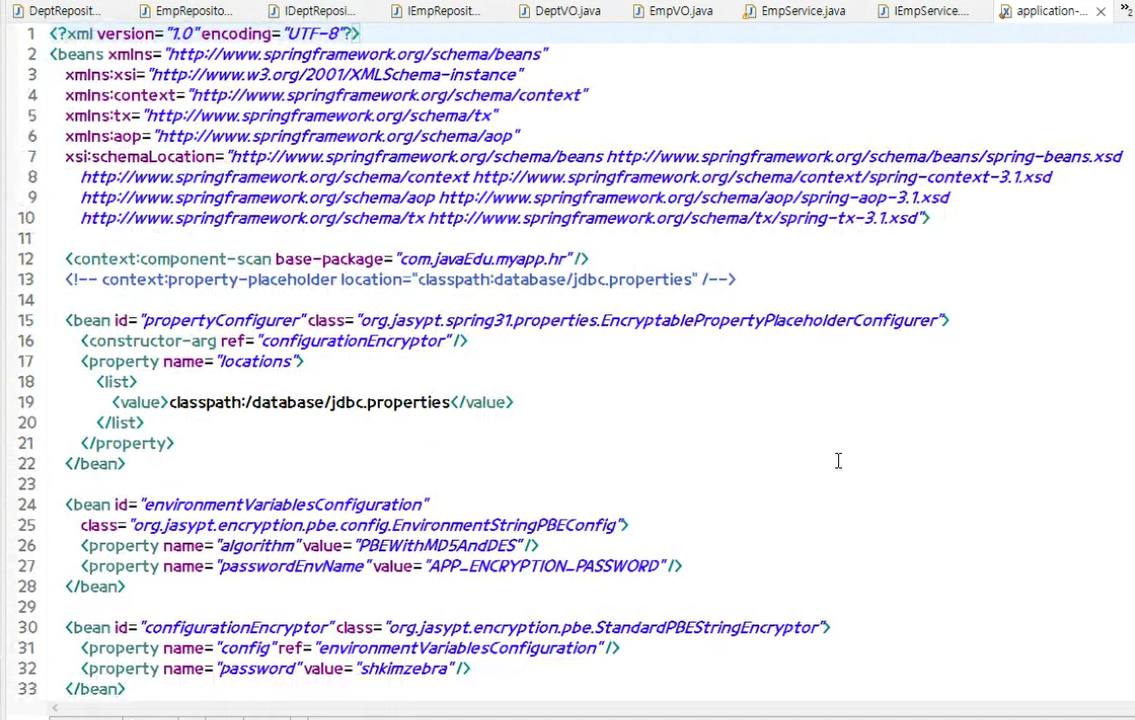 DeptReposit... EmpReposito... IDeptReposi... IEmpReposit... DeptVO.java EmpVO.java EmpService.java IEmpService.... application-... »2
1 <?xml version="1.0"encoding="UTF-8"?>
2 <beans xmlns="http://www.springframework.org/schema/beans"
3 xmlns:xsi="http://www.w3.org/2001/XMLSchema-instance"
4 xmlns:context="http://www.springframework.org/schema/context"
5 xmlns:tx="http://www.springframework.org/schema/tx"
6 xmlns:aop="http://www.springframework.org/schema/aop"
7 xsi:schemaLocation="http://www.springframework.org/schema/beans http://www.springframework.org/schema/beans/spring-beans.xsd
8 http://www.springframework.org/schema/context http://www.springframework.org/schema/context/spring-context-3.1.xsd
9 http://www.springframework.org/schema/aop http://www.springframework.org/schema/aop/spring-aop-3.1.xsd
10 http://www.springframework.org/schema/tx http://www.springframework.org/schema/tx/spring-tx-3.1.xsd">
11
12 <context:component-scan base-package="com.javaEdu.myapp.hr"/>
13 <!-- context:property-placeholder location="classpath:database/jdbc.properties" /-->
14
15 <bean id="propertyConfigurer"class="org.jasypt.spring31.properties.EncryptablePropertyPlaceholderConfigurer">
16 <constructor-arg ref="configurationEncryptor"/>
17 <property name="locations">
18 <list>
19 <value>classpath:/database/jdbc.properties</value>
20 </list>
21 </property>
22 </bean>
23
24 <bean id="environmentVariablesConfiguration"
25 class="org.jasypt.encryption.pbe.config.EnvironmentStringPBEConfig">
26 <property name="algorithm"value="PBEWithMD5AndDES"/>
27 <property name="passwordEnvName"value="APP_ENCRYPTION_PASSWORD"/>
28 </bean>
29
30 <bean id="configurationEncryptor"class="org.jasypt.encryption.pbe.StandardPBEStringEncryptor">
31 <property name="config"ref="environmentVariablesConfiguration"/>
32 <property name="password"value="shkimzebra"/>
33 </bean>